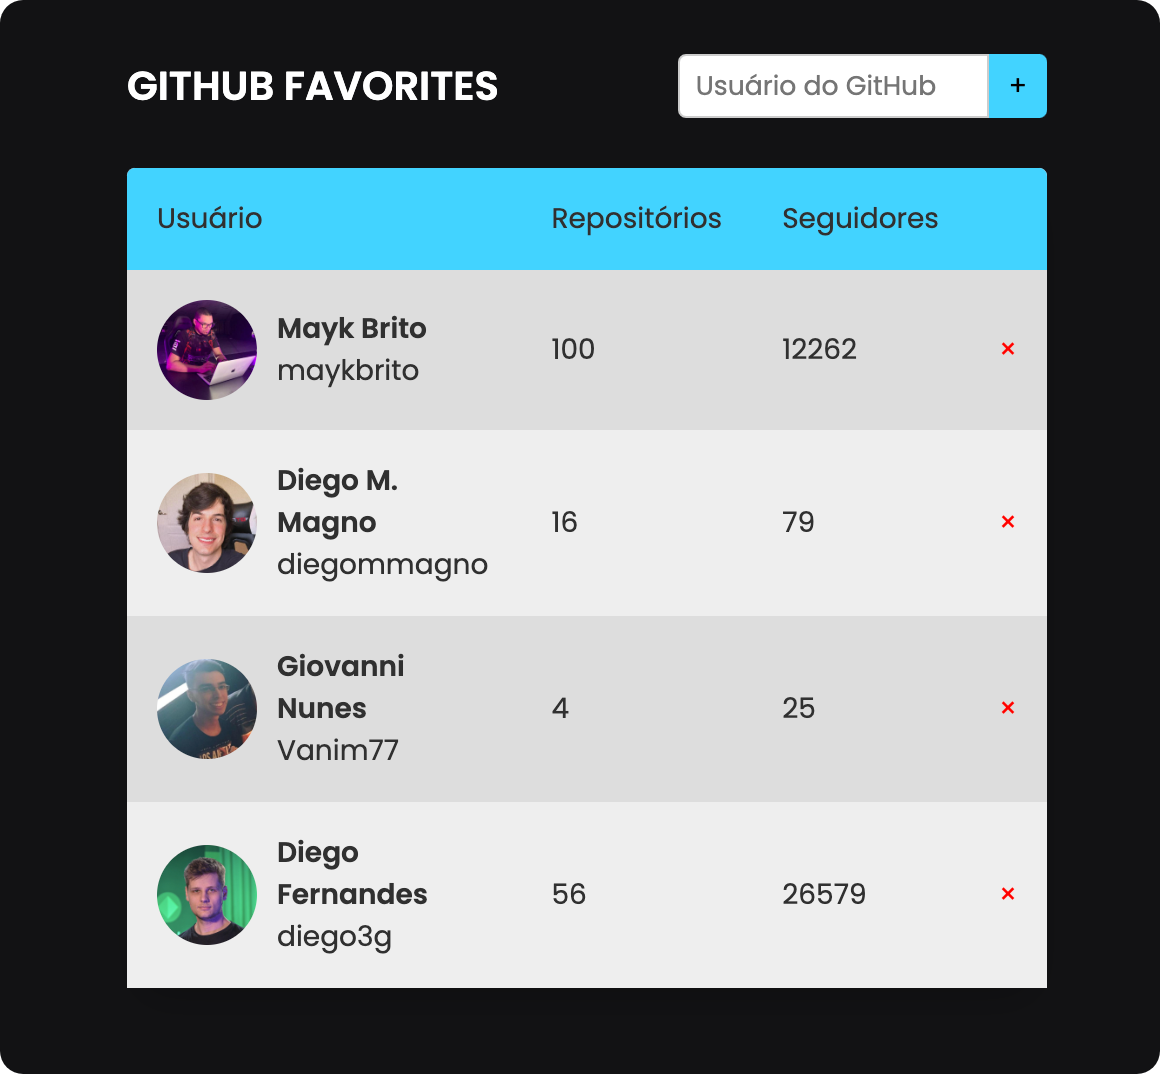 GITHUB FAVORITES
Usuário do GitHub +
Usuário Repositórios Seguidores
Mayk Brito
maykbrito
100 12262 ×
Diego M.
Magno
diegommagno
16 79 ×
Giovanni
Nunes
Vanim77
4 25 ×
Diego
Fernandes
diego3g
56 26579 ×